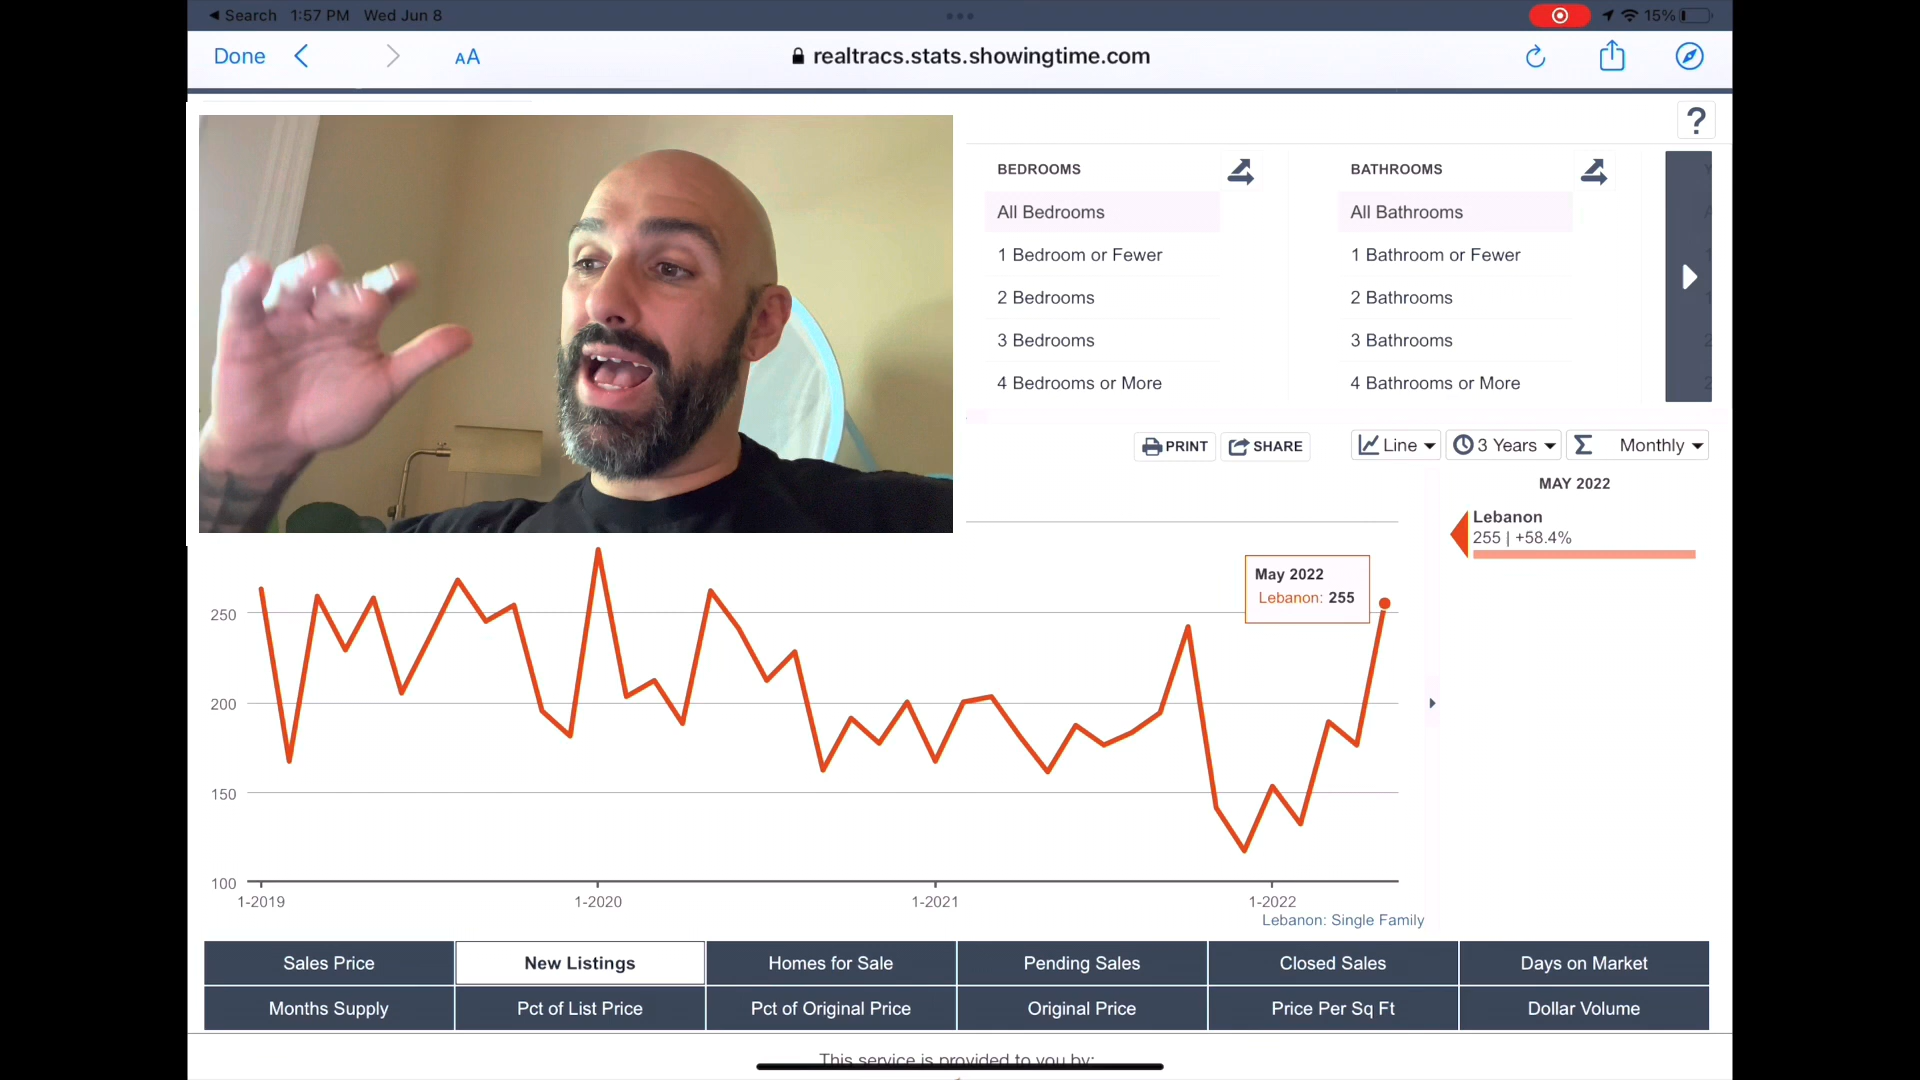 Search 1:57 PM Wed Jun 8
15%
Done
AA
realtracs.stats.showingtime.com
?
BEDROOMS
All Bedrooms
1 Bedroom or Fewer
2 Bedrooms
3 Bedrooms
4 Bedrooms or More
BATHROOMS
All Bathrooms
1 Bathroom or Fewer
2 Bathrooms
3 Bathrooms
4 Bathrooms or More
PRINT
SHARE
Line
3 Years
Σ Monthly
MAY 2022
Lebanon
255 | +58.4%
May 2022
Lebanon: 255
250
200
150
100
1-2019
1-2020
1-2021
1-2022
Lebanon: Single Family
Sales Price
New Listings
Homes for Sale
Pending Sales
Closed Sales
Days on Market
Months Supply
Pct of List Price
Pct of Original Price
Original Price
Price Per Sq Ft
Dollar Volume
This service is provided to you by: